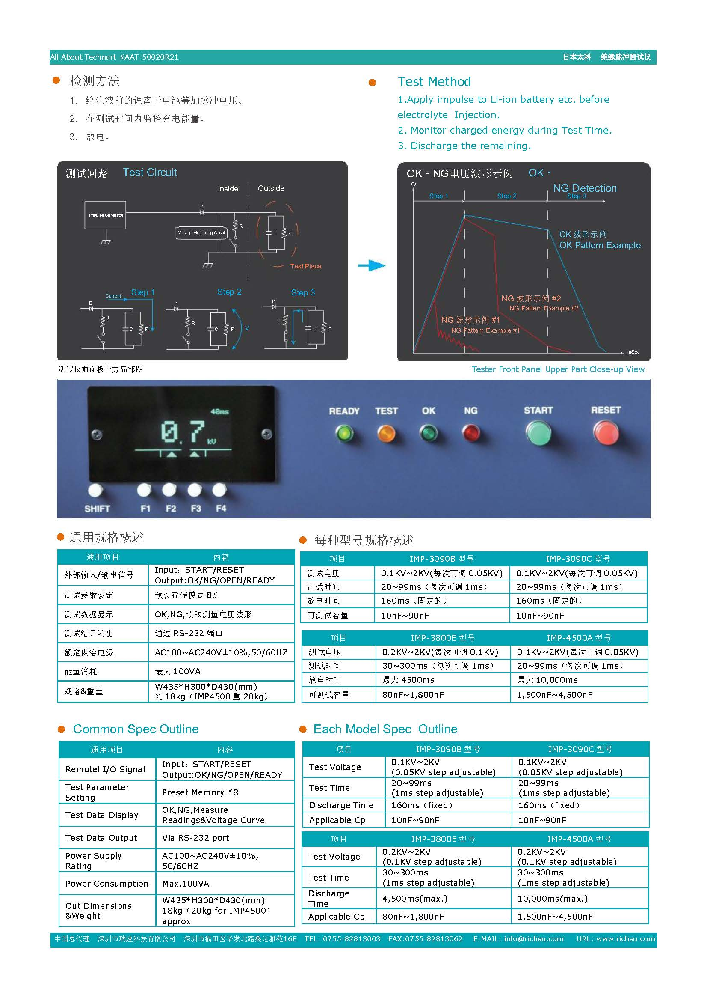 All About Technart #AAT-50020R21
日本太科 绝缘脉冲测试仪
检测方法
1. 给注液前的锂离子电池等加脉冲电压。
2. 在测试时间内监控充电能量。
3. 放电。
Test Method
1.Apply impulse to Li-ion battery etc. before
electrolyte Injection.
2. Monitor charged energy during Test Time.
3. Discharge the remaining.
测试回路 Test Circuit
Inside Outside
D
Impulse Generator
R
Voltage Monitoring Circuit
C R
Test Piece
Step 1
Current
D
R
C R
Step 2
D
R
C R
V
Step 3
D
R
C R
OK・NG电压波形示例 OK・
NG Detection
KV
Step 1 Step 2 Step 3
OK 波形示例
OK Pattern Example
NG 波形示例 #2
NG Pattern Example #2
NG 波形示例 #1
NG Pattern Example #1
mSec
测试仪前面板上方局部图
Tester Front Panel Upper Part Close-up View
40ms
0.7 kV
READY TEST OK NG START RESET
SHIFT F1 F2 F3 F4
通用规格概述
通用项目 内容
外部输入/输出信号 Input：START/RESET
Output:OK/NG/OPEN/READY
测试参数设定 预设存储模式 8#
测试数据显示 OK,NG,读取测量电压波形
测试结果输出 通过 RS-232 端口
额定供给电源 AC100~AC240V±10%,50/60HZ
能量消耗 最大 100VA
规格&重量 W435*H300*D430(mm)
约 18kg（IMP4500 重 20kg）
每种型号规格概述
项目 IMP-3090B 型号 IMP-3090C 型号
测试电压 0.1KV~2KV(每次可调 0.05KV) 0.1KV~2KV(每次可调 0.05KV)
测试时间 20~99ms（每次可调 1ms） 20~99ms（每次可调 1ms）
放电时间 160ms（固定的） 160ms（固定的）
可测试容量 10nF~90nF 10nF~90nF
项目 IMP-3800E 型号 IMP-4500A 型号
测试电压 0.2KV~2KV(每次可调 0.1KV) 0.1KV~2KV(每次可调 0.05KV)
测试时间 30~300ms（每次可调 1ms） 20~99ms（每次可调 1ms）
放电时间 最大 4500ms 最大 10,000ms
可测试容量 80nF~1,800nF 1,500nF~4,500nF
Common Spec Outline
通用项目 内容
Remotel I/O Signal Input：START/RESET
Output:OK/NG/OPEN/READY
Test Parameter
Setting Preset Memory *8
Test Data Display OK,NG,Measure
Readings&Voltage Curve
Test Data Output Via RS-232 port
Power Supply
Rating AC100~AC240V±10%,
50/60HZ
Power Consumption Max.100VA
Out Dimensions
&Weight W435*H300*D430(mm)
18kg（20kg for IMP4500）
approx
Each Model Spec Outline
项目 IMP-3090B 型号 IMP-3090C 型号
Test Voltage 0.1KV~2KV
(0.05KV step adjustable) 0.1KV~2KV
(0.05KV step adjustable)
Test Time 20~99ms
(1ms step adjustable) 20~99ms
(1ms step adjustable)
Discharge Time 160ms（fixed） 160ms（fixed）
Applicable Cp 10nF~90nF 10nF~90nF
项目 IMP-3800E 型号 IMP-4500A 型号
Test Voltage 0.2KV~2KV
(0.1KV step adjustable) 0.2KV~2KV
(0.1KV step adjustable)
Test Time 30~300ms
(1ms step adjustable) 30~300ms
(1ms step adjustable)
Discharge
Time 4,500ms(max.) 10,000ms(max.)
Applicable Cp 80nF~1,800nF 1,500nF~4,500nF
中国总代理 深圳市瑞速科技有限公司 深圳市福田区华发北路桑达雅苑16E TEL: 0755-82813003 FAX:0755-82813062 E-MAIL: info@richsu.com URL: www.richsu.com